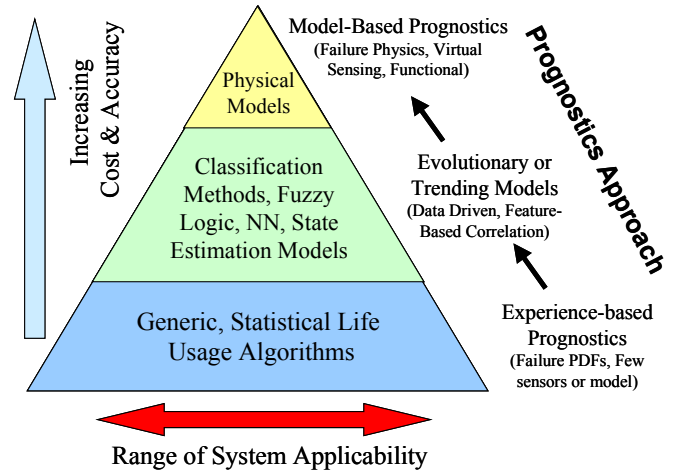 Increasing
Cost & Accuracy
Physical
Models
Classification
Methods, Fuzzy
Logic, NN, State
Estimation Models
Generic, Statistical Life
Usage Algorithms
Range of System Applicability
Model-Based Prognostics
(Failure Physics, Virtual
Sensing, Functional)
Evolutionary or
Trending Models
(Data Driven, Feature-
Based Correlation)
Experience-based
Prognostics
(Failure PDFs, Few
sensors or model)
Prognostics Approach